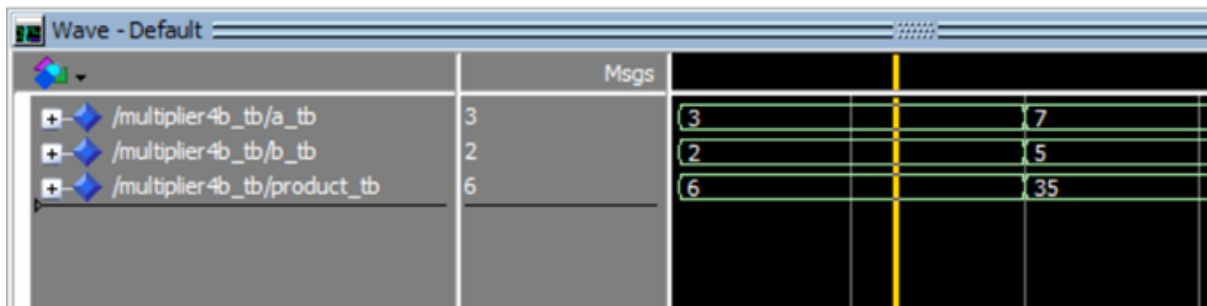 Wave - Default
Msgs
/multiplier4b_tb/a_tb 3 3 7
/multiplier4b_tb/b_tb 2 2 5
/multiplier4b_tb/product_tb 6 6 35